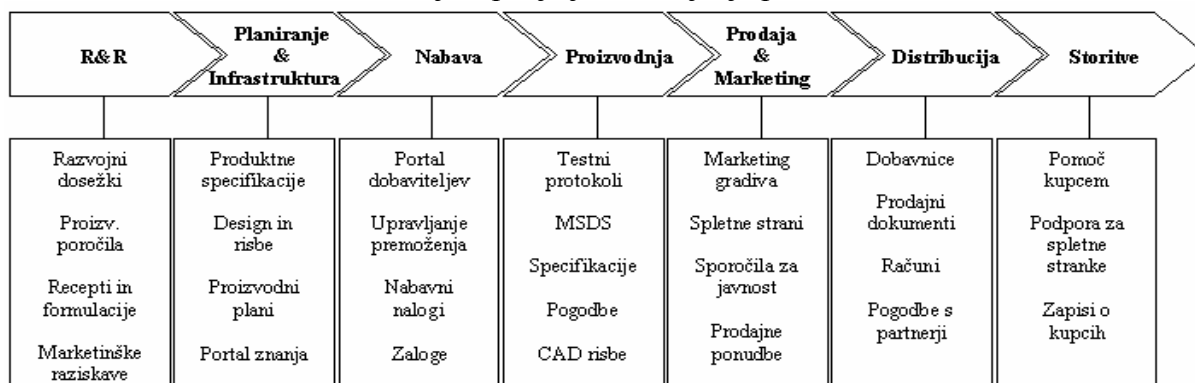 R&R
Planiranje
&
Infrastruktura
Nabava
Proizvodnja
Prodaja
&
Marketing
Distribucija
Storitve
Razvojni
dosežki
Proizv.
poročila
Recepti in
formulacije
Marketinške
raziskave
Produktne
specifikacije
Design in
risbe
Proizvodni
plani
Portal znanja
Portal
dobaviteljev
Upravljanje
premoženja
Nabavni
nalogi
Zaloge
Testni
protokoli
MSDS
Specifikacije
Pogodbe
CAD risbe
Marketing
gradiva
Spletne strani
Sporočila za
javnost
Prodajne
ponudbe
Dobavnice
Prodajni
dokumenti
Računi
Pogodbe s
partnerji
Pomoč
kupcem
Podpora za
spletne
stranke
Zapisi o
kupcih